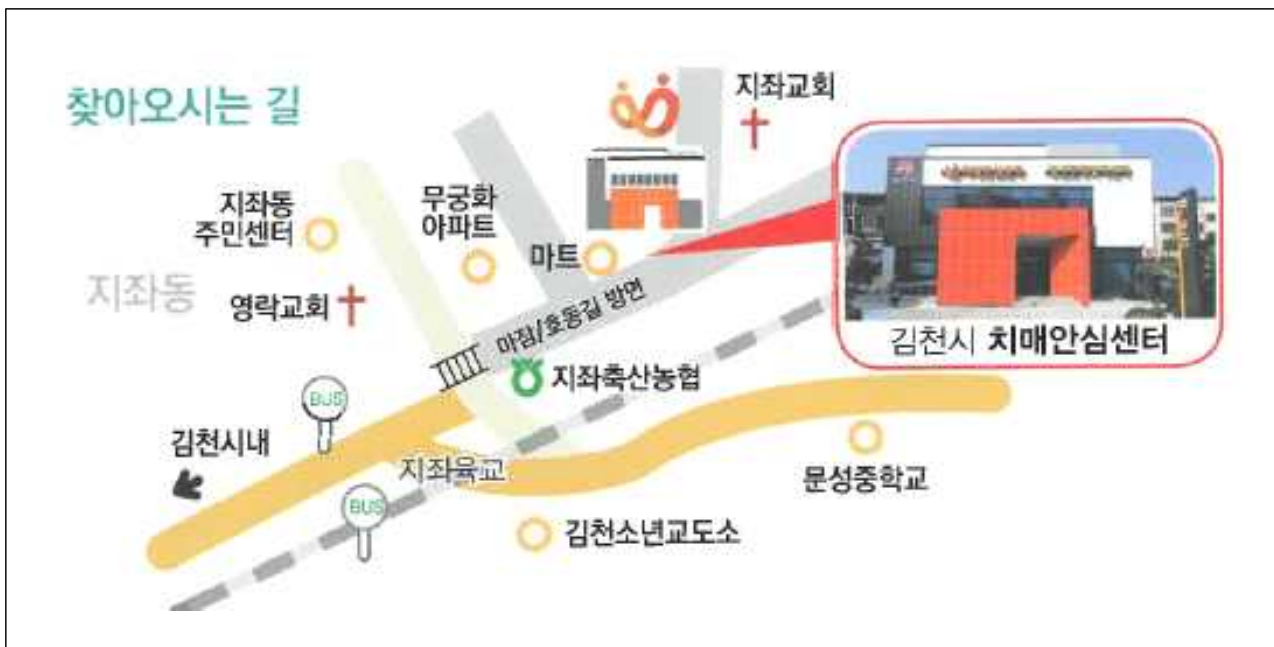 찾아오시는 길
지좌교회
지좌동
주민센터
무궁화
아파트
마트
지좌동
영락교회
마점/호동길 방면
김천시 치매안심센터
지좌축산농협
BUS
김천시내
지좌육교
문성중학교
BUS
김천소년교도소